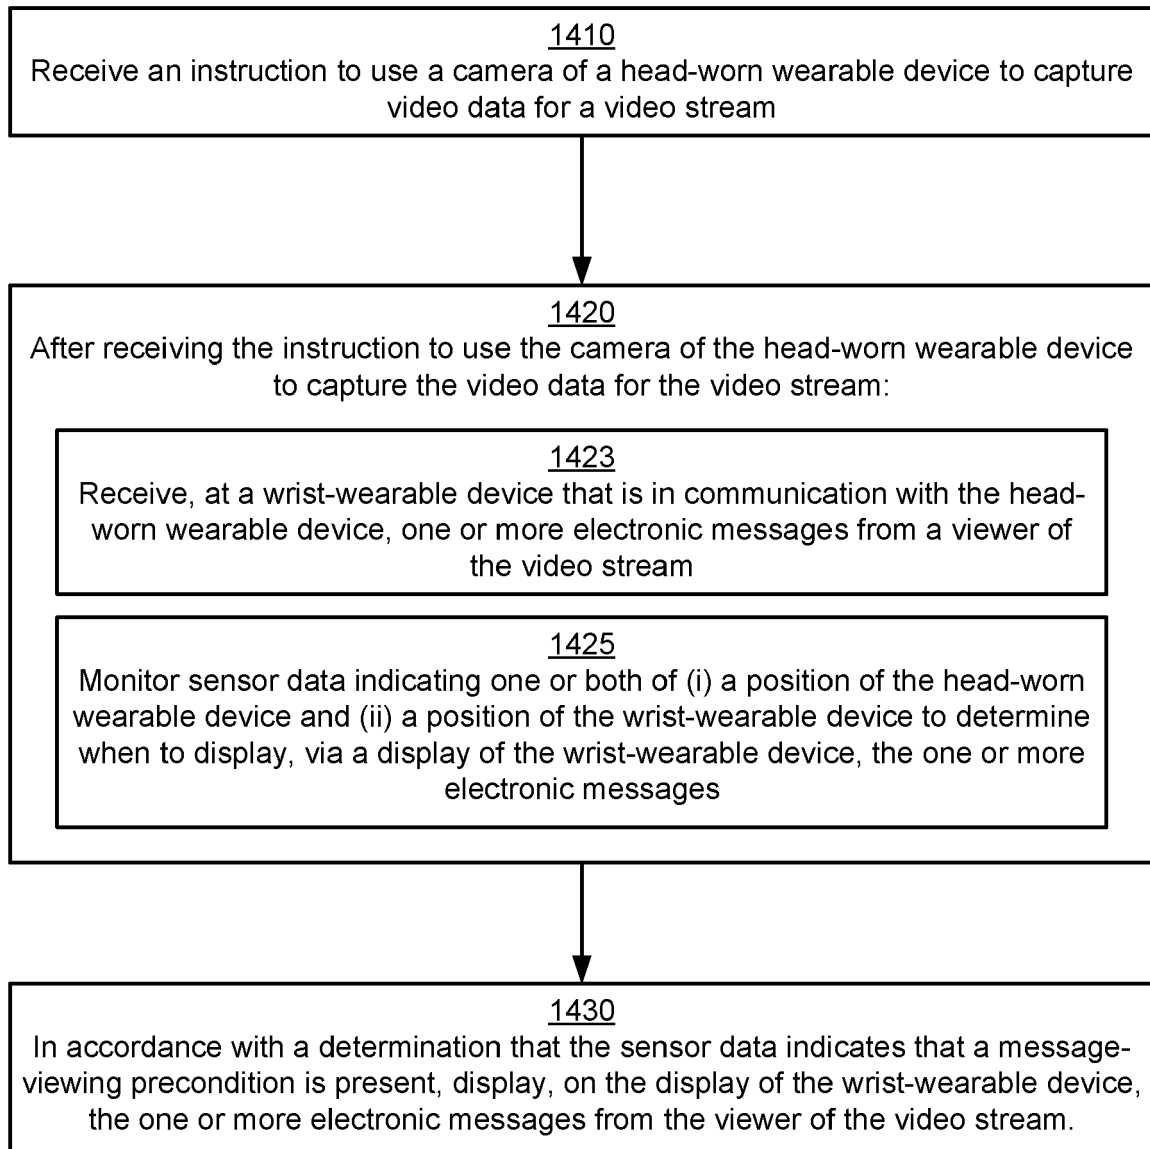 1410
Receive an instruction to use a camera of a head-worn wearable device to capture
video data for a video stream
1420
After receiving the instruction to use the camera of the head-worn wearable device
to capture the video data for the video stream:
1423
Receive, at a wrist-wearable device that is in communication with the head-
worn wearable device, one or more electronic messages from a viewer of
the video stream
1425
Monitor sensor data indicating one or both of (i) a position of the head-worn
wearable device and (ii) a position of the wrist-wearable device to determine
when to display, via a display of the wrist-wearable device, the one or more
electronic messages
1430
In accordance with a determination that the sensor data indicates that a message-
viewing precondition is present, display, on the display of the wrist-wearable device,
the one or more electronic messages from the viewer of the video stream.